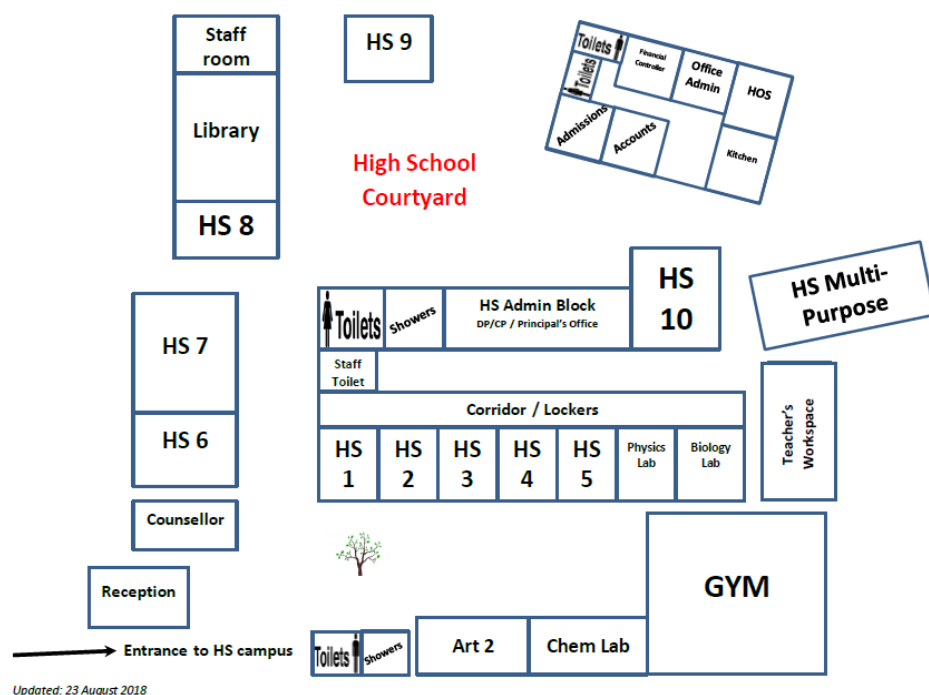 Staff
room
HS 9
Toilets
Financial
Controller
Office
Admin
HOS
Toilets
Library
Admissions
Accounts
Kitchen
High School
Courtyard
HS 8
HS Multi-
Purpose
HS
10
Toilets
Showers
HS Admin Block
DP/CP / Principal's Office
HS 7
Staff
Toilet
Corridor / Lockers
Teacher's
Workspace
HS 6
HS
1
HS
2
HS
3
HS
4
HS
5
Physics
Lab
Biology
Lab
Counsellor
Reception
GYM
Entrance to HS campus
Toilets
Showers
Art 2
Chem Lab
Updated: 23 August 2018